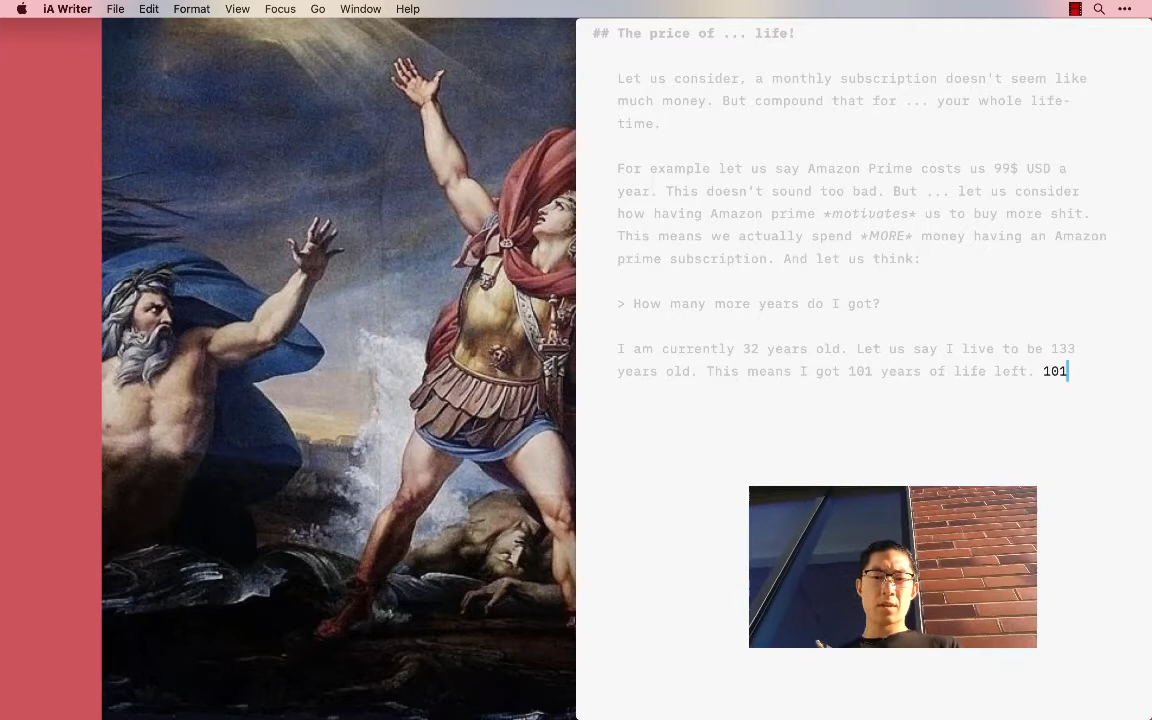 iA Writer File Edit Format View Focus Go Window Help
## The price of ... life!
Let us consider, a monthly subscription doesn't seem like
much money. But compound that for ... your whole life-
time.
For example let us say Amazon Prime costs us 99$ USD a
year. This doesn't sound too bad. But ... let us consider
how having Amazon prime *motivates* us to buy more shit.
This means we actually spend *MORE* money having an Amazon
prime subscription. And let us think:
> How many more years do I got?
I am currently 32 years old. Let us say I live to be 133
years old. This means I got 101 years of life left. 101